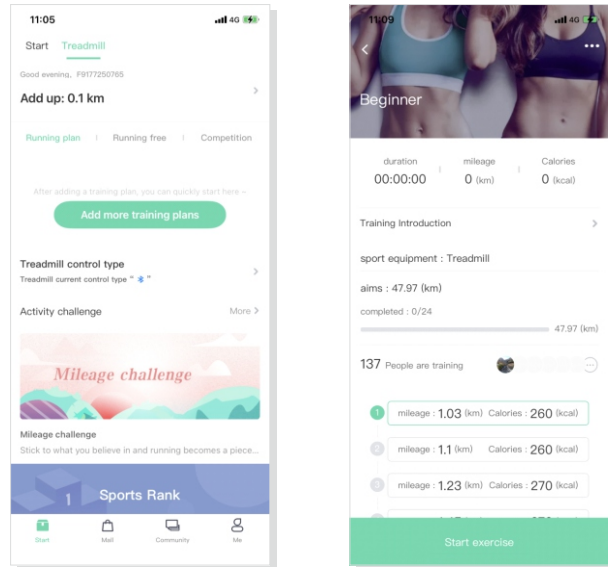 11:05
4G
Start Treadmill
Good evening, F9177250765
Add up: 0.1 km
Running plan Running free Competition
After adding a training plan, you can quickly start here ~
Add more training plans
Treadmill control type
Treadmill current control type " "
Activity challenge More >
Mileage challenge
Mileage challenge
Stick to what you believe in and running becomes a piece...
1 Sports Rank
Start Mall Community Me
11:09
4G
Beginner
duration mileage Calories
00:00:00 0 (km) 0 (kcal)
Training Introduction >
sport equipment : Treadmill
aims : 47.97 (km)
completed : 0/24
47.97 (km)
137 People are training
1 mileage : 1.03 (km) Calories : 260 (kcal)
2 mileage : 1.1 (km) Calories : 260 (kcal)
3 mileage : 1.23 (km) Calories : 270 (kcal)
Start exercise